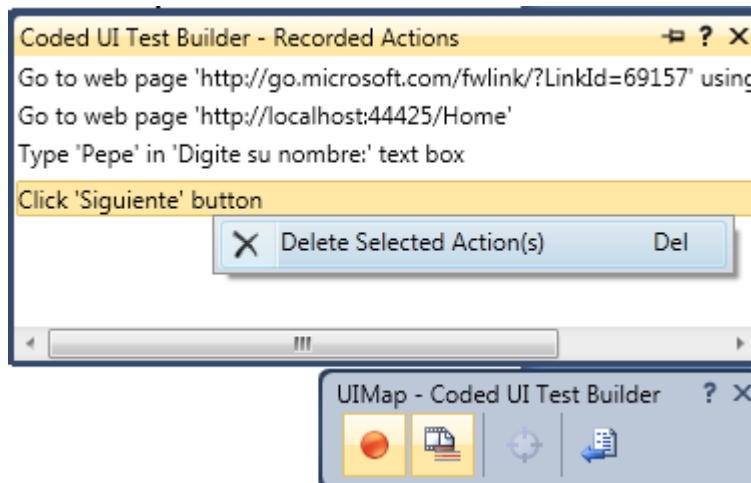 Coded UI Test Builder - Recorded Actions ? X
Go to web page 'http://go.microsoft.com/fwlink/?LinkId=69157' using
Go to web page 'http://localhost:44425/Home'
Type 'Pepe' in 'Digite su nombre:' text box
Click 'Siguiente' button
Delete Selected Action(s) Del
UIMap - Coded UI Test Builder ? X